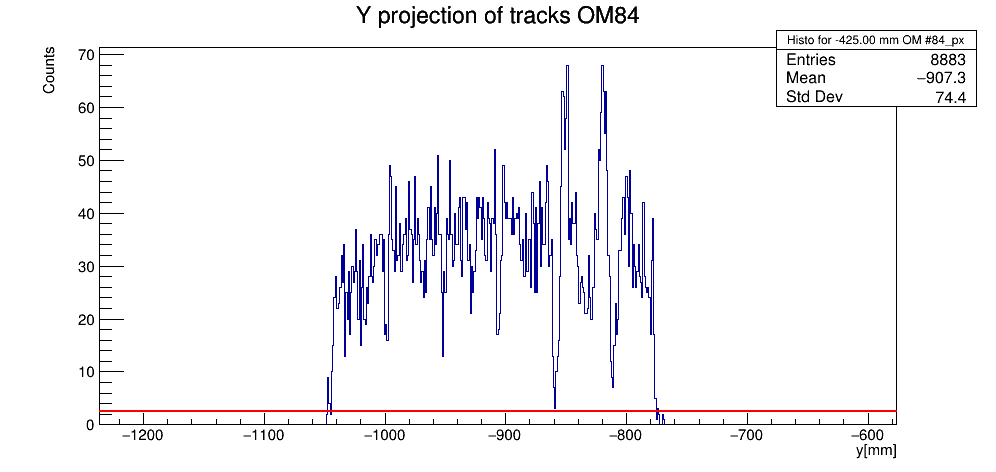 Y projection of tracks OM84
Histo for -425.00 mm OM #84_px
Entries 8883
Mean −907.3
Std Dev 74.4
Counts
70
60
50
40
30
20
10
0
−1200 −1100 −1000 −900 −800 −700 −600
y[mm]